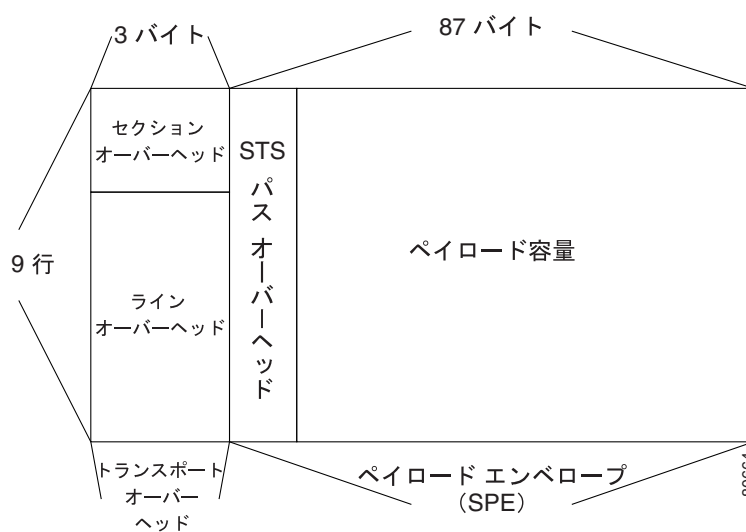 3 バイト
87 バイト
セクション
オーバーヘッド
STS
パス オーバーヘッド
ペイロード容量
9 行
ライン
オーバーヘッド
トランスポート
オーバー
ヘッド
ペイロード エンベロープ
（SPE）